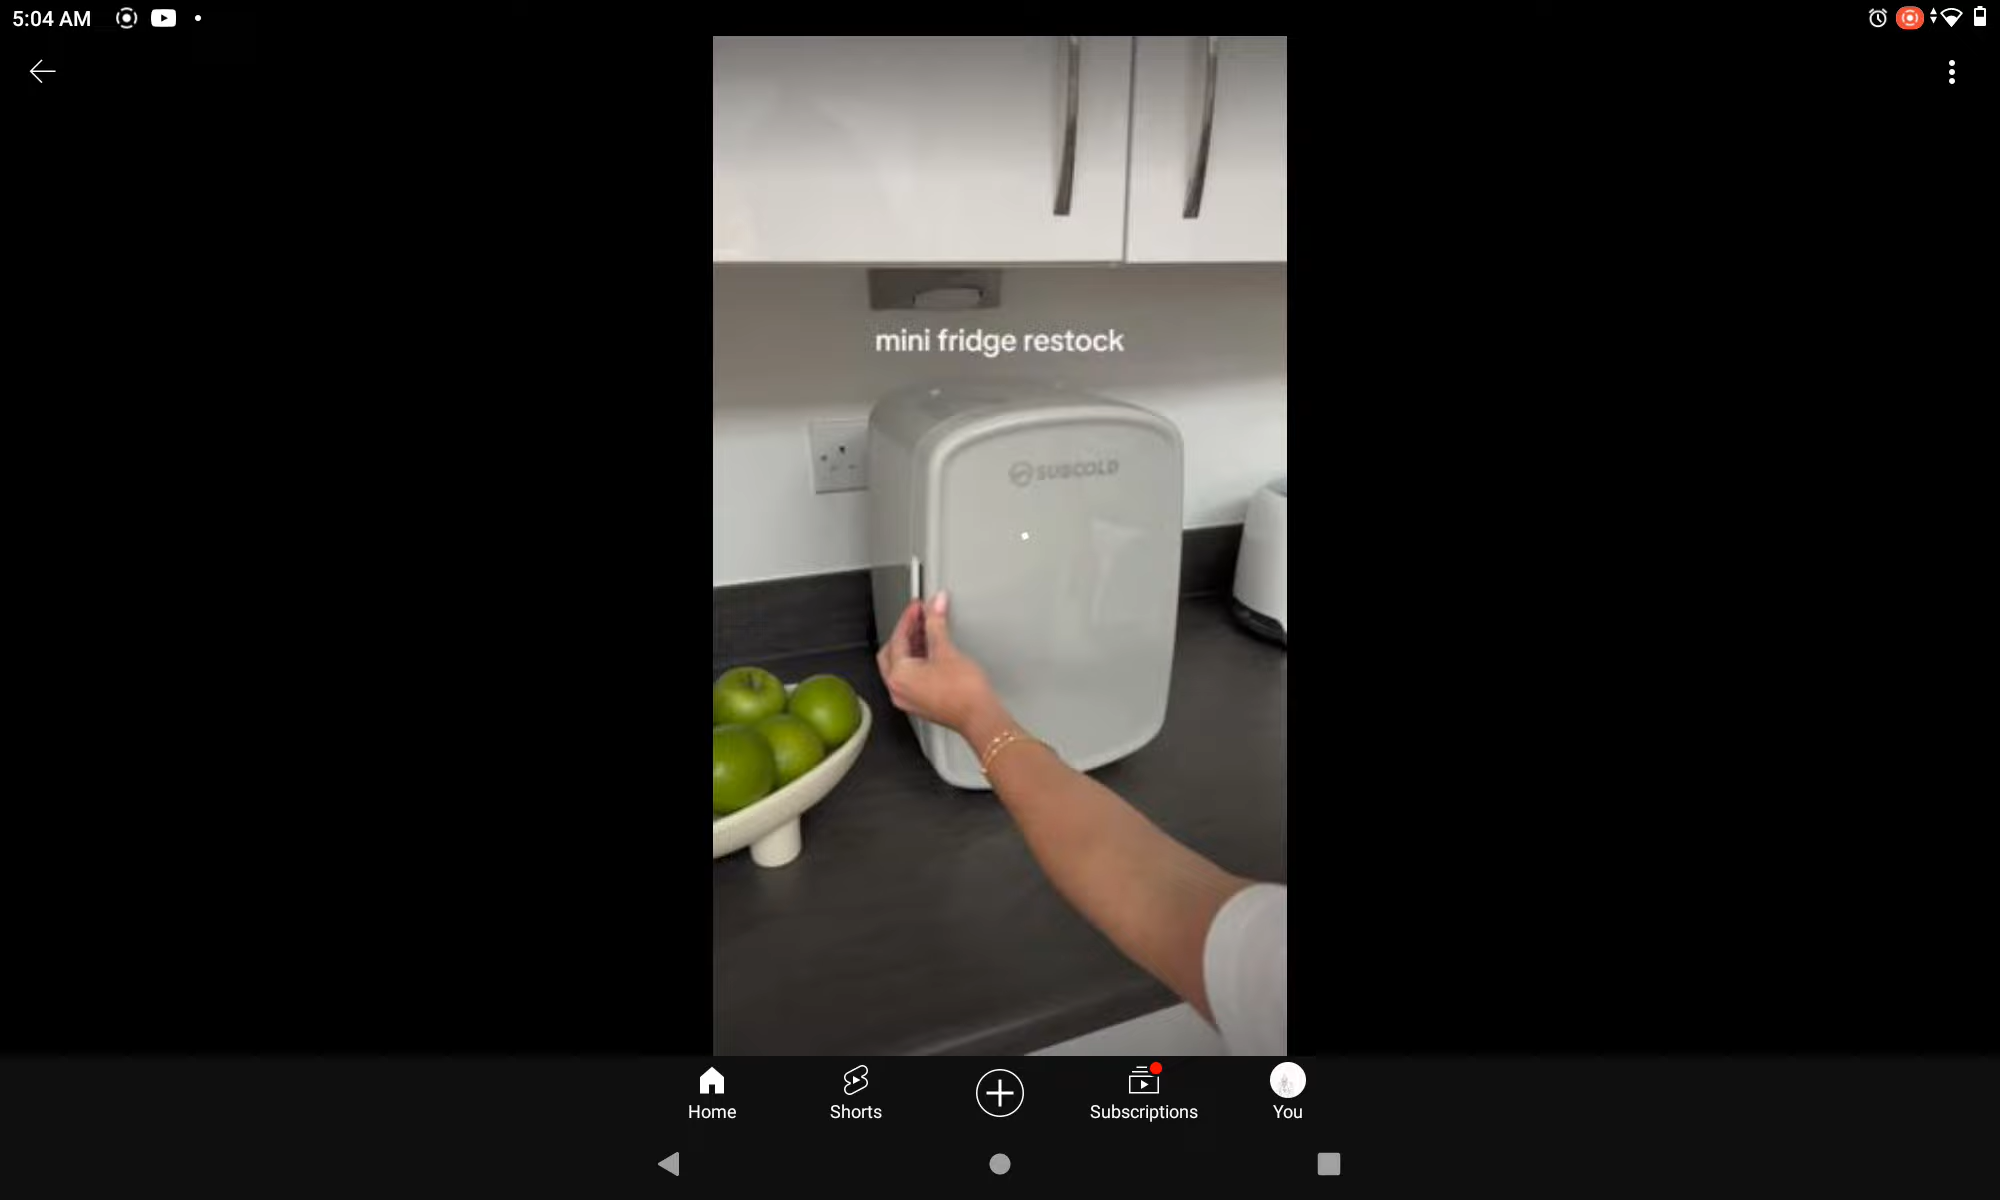 5:04 AM
mini fridge restock
SUBCOLD
Home
Shorts
Subscriptions
You